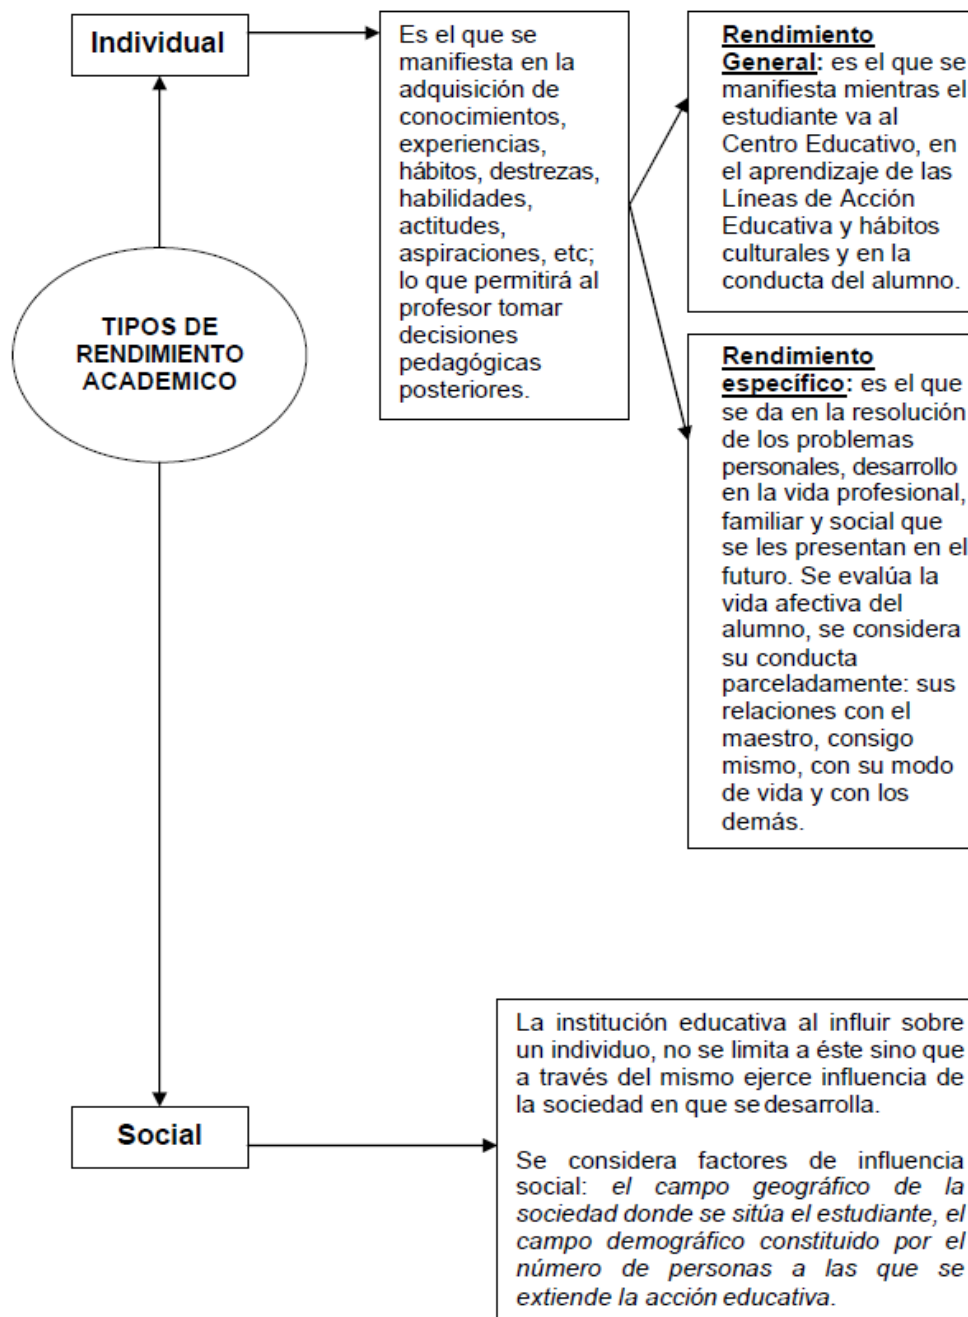 Individual
Es el que se
manifiesta en la
adquisición de
conocimientos,
experiencias,
hábitos, destrezas,
habilidades,
actitudes,
aspiraciones, etc;
lo que permitirá al
profesor tomar
decisiones
pedagógicas
posteriores.
Rendimiento
General: es el que se
manifiesta mientras el
estudiante va al
Centro Educativo, en
el aprendizaje de las
Líneas de Acción
Educativa y hábitos
culturales y en la
conducta del alumno.
TIPOS DE
RENDIMIENTO
ACADEMICO
Rendimiento
específico: es el que
se da en la resolución
de los problemas
personales, desarrollo
en la vida profesional,
familiar y social que
se les presentan en el
futuro. Se evalúa la
vida afectiva del
alumno, se considera
su conducta
parceladamente: sus
relaciones con el
maestro, consigo
mismo, con su modo
de vida y con los
demás.
Social
La institución educativa al influir sobre
un individuo, no se limita a éste sino que
a través del mismo ejerce influencia de
la sociedad en que se desarrolla.
Se considera factores de influencia
social: el campo geográfico de la
sociedad donde se sitúa el estudiante, el
campo demográfico constituido por el
número de personas a las que se
extiende la acción educativa.